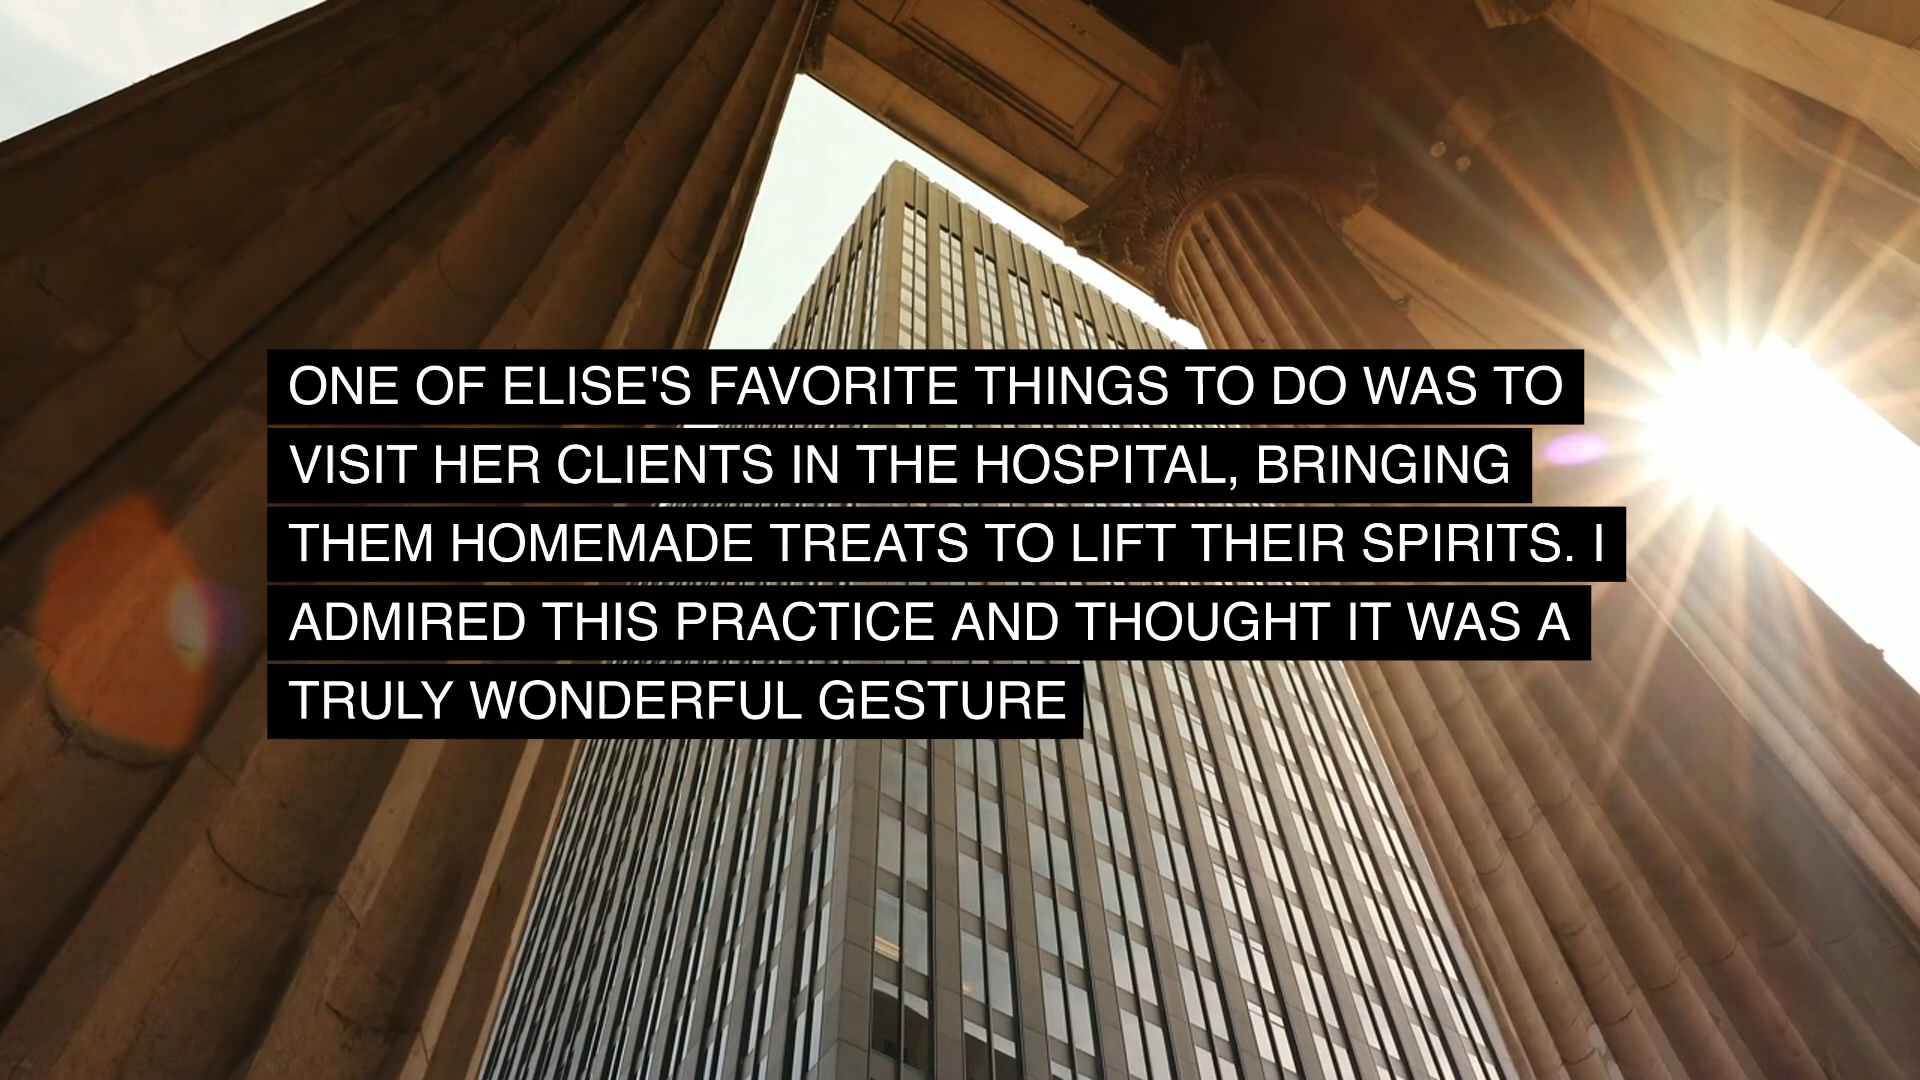 ONE OF ELISE'S FAVORITE THINGS TO DO WAS TO
VISIT HER CLIENTS IN THE HOSPITAL, BRINGING
THEM HOMEMADE TREATS TO LIFT THEIR SPIRITS. I
ADMIRED THIS PRACTICE AND THOUGHT IT WAS A
TRULY WONDERFUL GESTURE